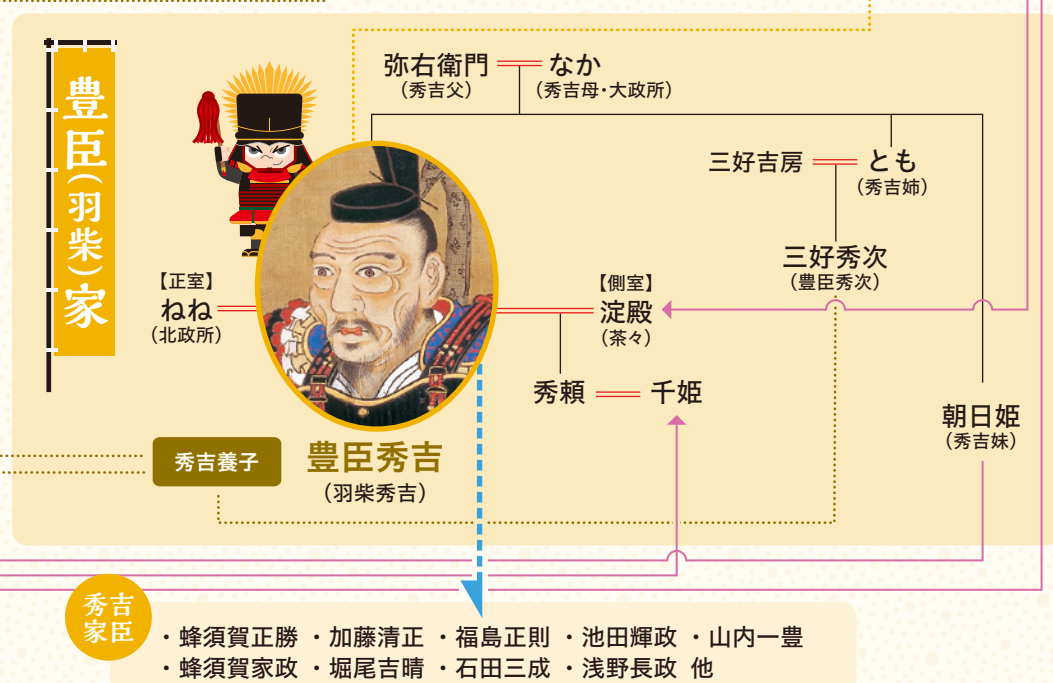 豊臣(羽柴)家
弥右衛門
(秀吉父)
なか
(秀吉母・大政所)
三好吉房
とも
(秀吉姉)
三好秀次
(豊臣秀次)
【正室】
ねね
(北政所)
【側室】
淀殿
(茶々)
秀頼
千姫
朝日姫
(秀吉妹)
秀吉養子
豊臣秀吉
(羽柴秀吉)
秀吉
家臣
・蜂須賀正勝 ・加藤清正 ・福島正則 ・池田輝政 ・山内一豊
・蜂須賀家政 ・堀尾吉晴 ・石田三成 ・浅野長政 他